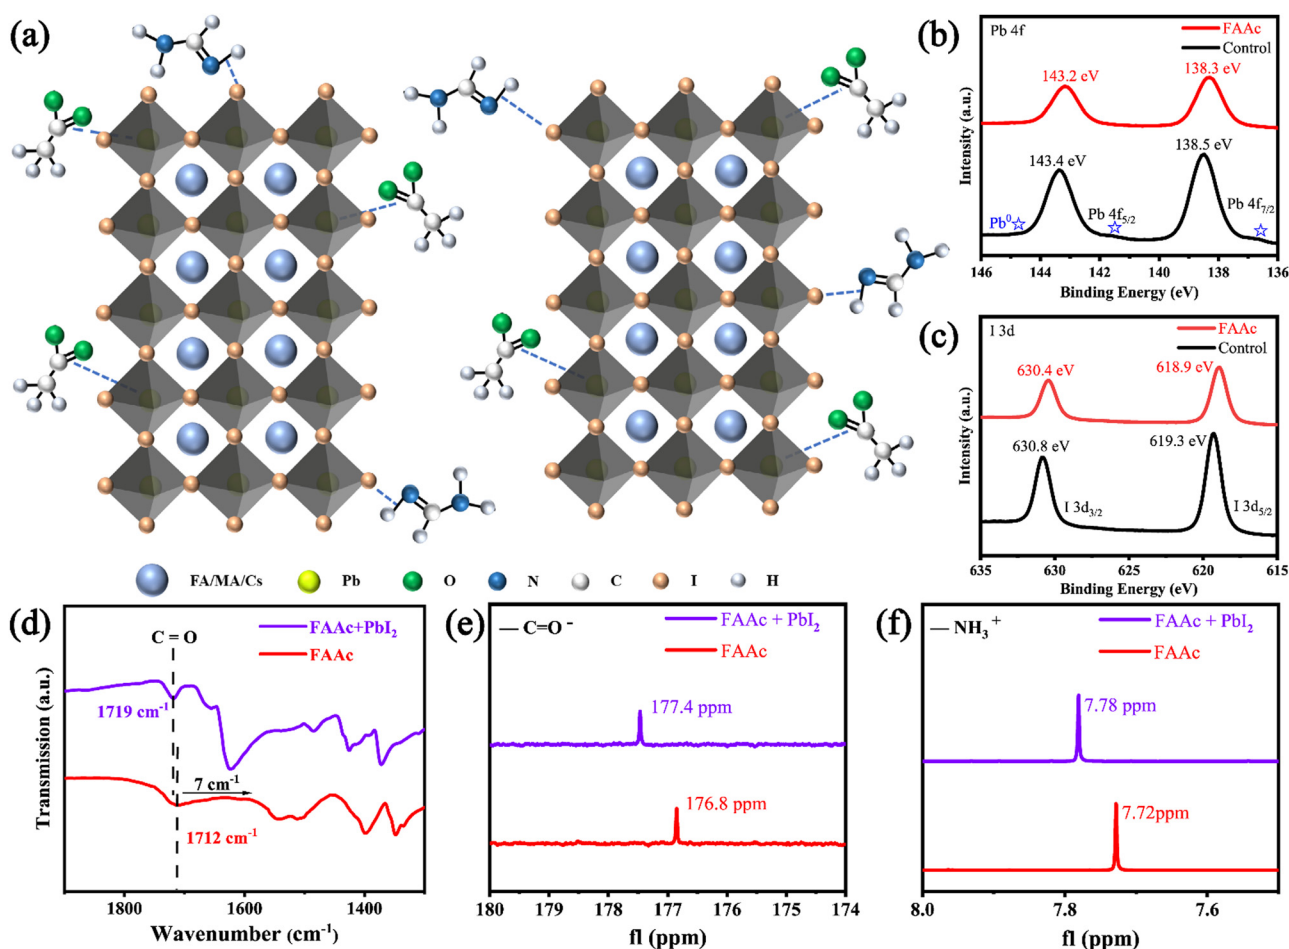 (a)
FA/MA/Cs Pb O N C I H
(b)
Pb 4f
FAAc
Control
143.2 eV
138.3 eV
143.4 eV
138.5 eV
Pb⁰☆
Pb 4f₅/₂
☆
Pb 4f₇/₂
☆
Intensity (a.u.)
146 144 142 140 138 136
Binding Energy (eV)
(c)
I 3d
FAAc
Control
630.4 eV
618.9 eV
630.8 eV
619.3 eV
I 3d₃/₂
I 3d₅/₂
Intensity (a.u.)
635 630 625 620 615
Binding Energy (eV)
(d)
C = O
FAAc+PbI₂
FAAc
1719 cm⁻¹
7 cm⁻¹
1712 cm⁻¹
Transmission (a.u.)
1800 1600 1400
Wavenumber (cm⁻¹)
(e)
— C=O ⁻
FAAc + PbI₂
FAAc
177.4 ppm
176.8 ppm
180 179 178 177 176 175 174
fl (ppm)
(f)
— NH₃⁺
FAAc + PbI₂
FAAc
7.78 ppm
7.72ppm
8.0 7.8 7.6
fl (ppm)